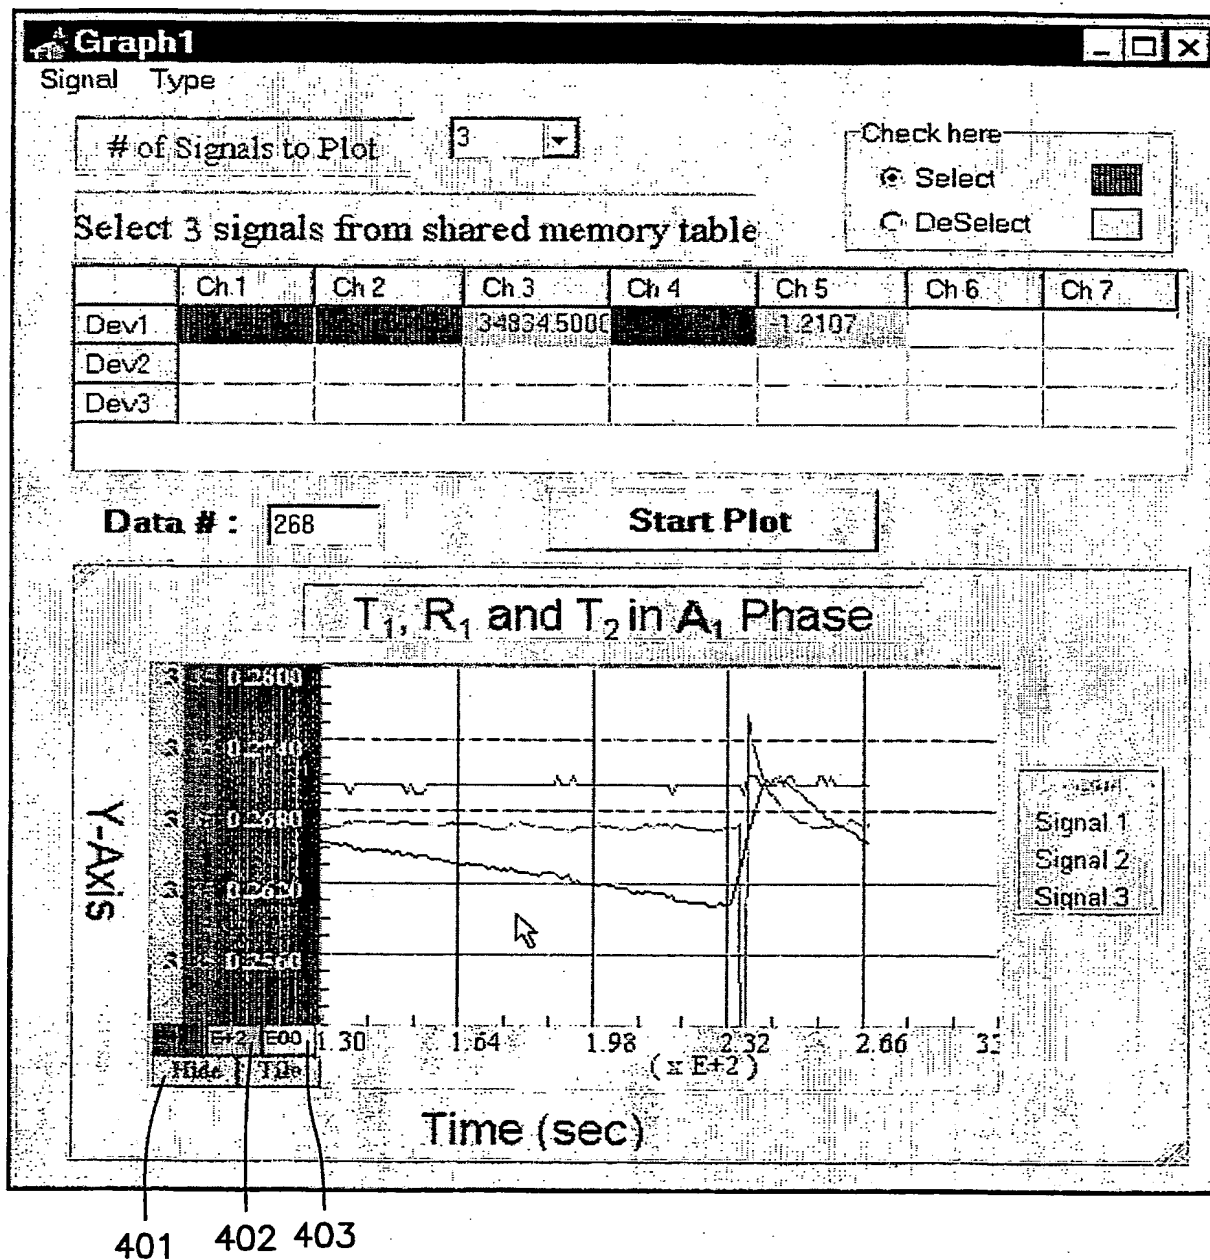 Graph1
Signal Type
# of Signals to Plot 3
Check here
Select
DeSelect
Select 3 signals from shared memory table
Ch 1 Ch 2 Ch 3 Ch 4 Ch 5 Ch 6 Ch 7
Dev1 34834.5000 -1.2107
Dev2
Dev3
Data # : 268 Start Plot
T1, R1 and T2 in A1 Phase
0.2800
0.2740
0.2680
0.2620
0.2560
Y-Axis
Signal 1
Signal 2
Signal 3
E+2 E00 1.30 1.64 1.98 2.32 2.66
(x E+2)
Hide Tile
Time (sec)
401 402 403